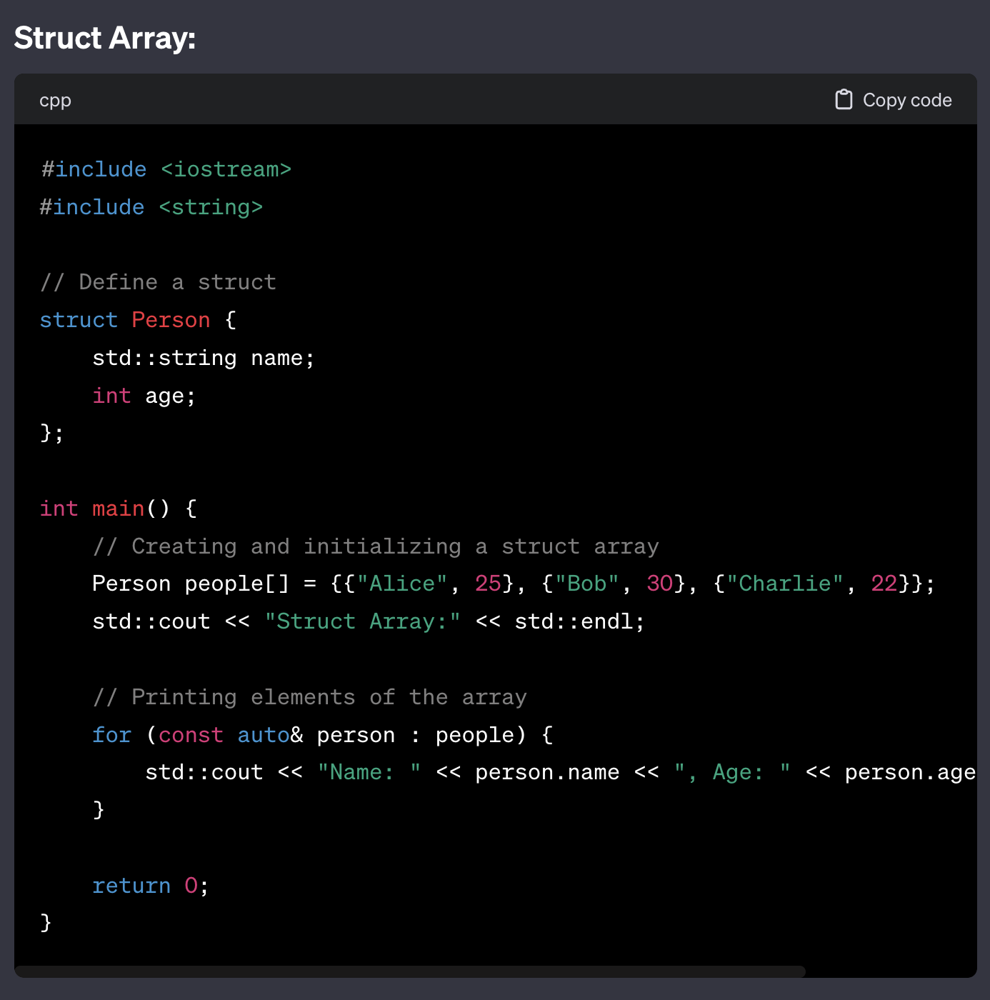 Struct Array:
cpp Copy code
#include <iostream>
#include <string>
// Define a struct
struct Person {
    std::string name;
    int age;
};
int main() {
    // Creating and initializing a struct array
    Person people[] = {{"Alice", 25}, {"Bob", 30}, {"Charlie", 22}};
    std::cout << "Struct Array:" << std::endl;
    // Printing elements of the array
    for (const auto& person : people) {
        std::cout << "Name: " << person.name << ", Age: " << person.age
    }
    return 0;
}